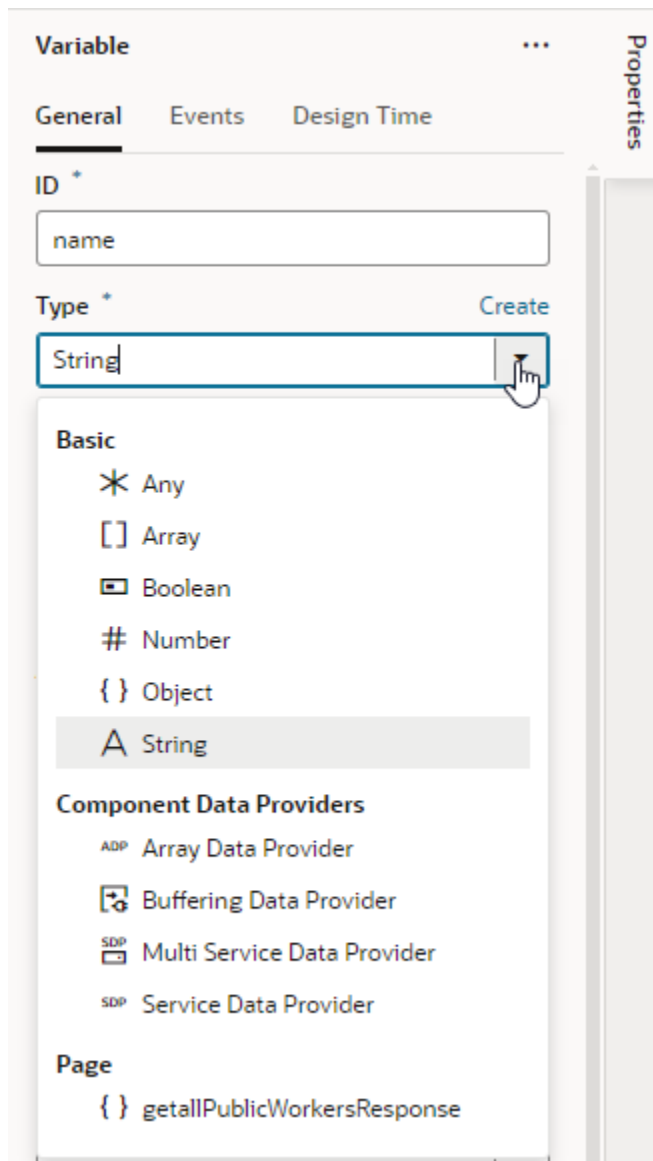 Variable
Properties
General Events Design Time
ID *
name
Type * Create
String
Basic
Any
[] Array
Boolean
# Number
{ } Object
A String
Component Data Providers
ADP Array Data Provider
Buffering Data Provider
SDP Multi Service Data Provider
SDP Service Data Provider
Page
{ } getallPublicWorkersResponse